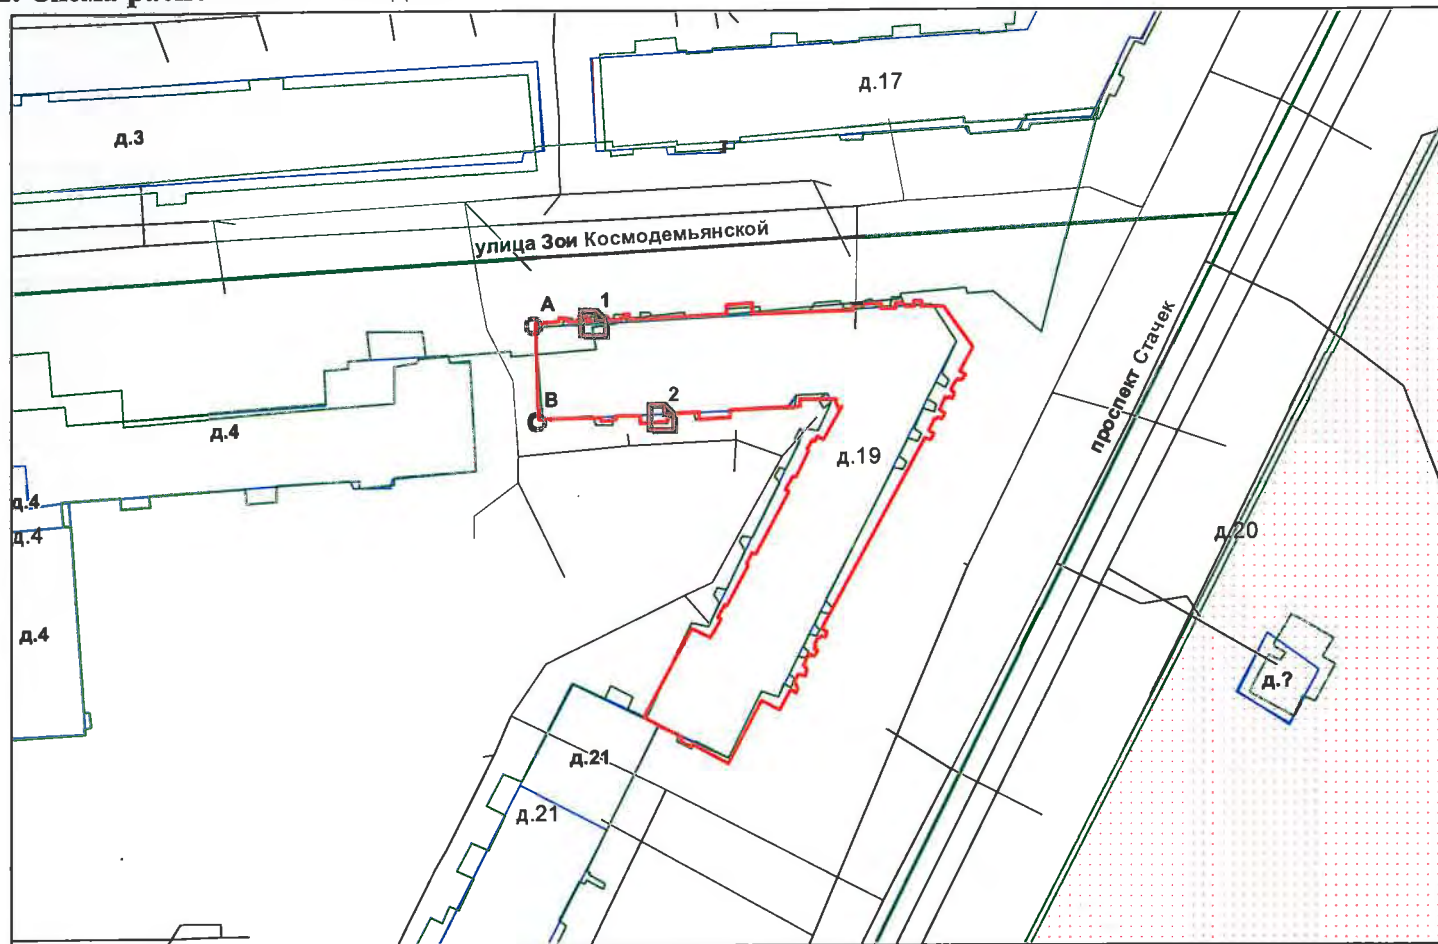 д.17
д.3
улица Зои Космодемьянской
A
1
B
2
проспект Стачек
д.4
д.19
д.4
д.4
д.20
д.4
д.?
д.21
д.21